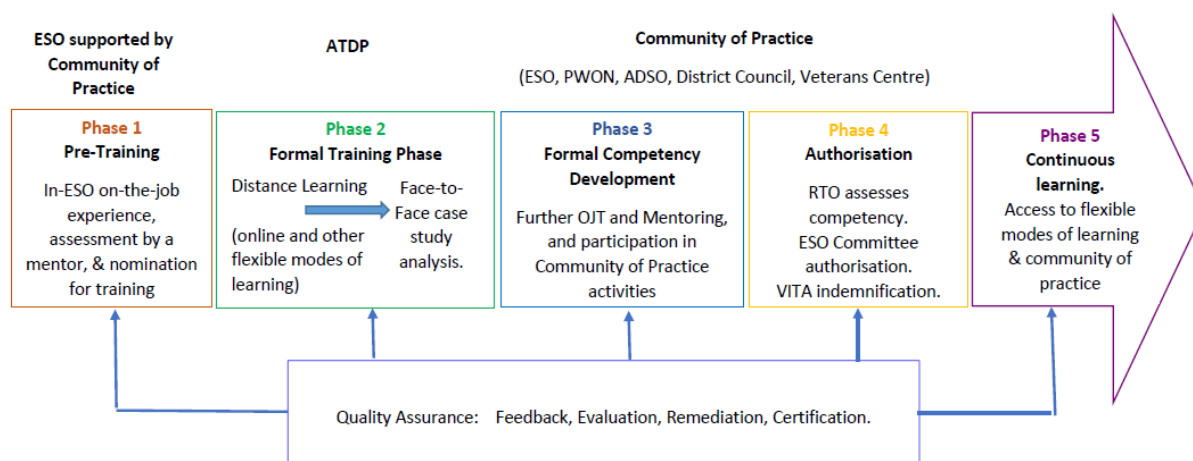 ESO supported by
Community of
Practice
ATDP
Community of Practice
(ESO, PWON, ADSO, District Council, Veterans Centre)
Phase 1
Pre-Training
In-ESO on-the-job
experience,
assessment by a
mentor, & nomination
for training
Phase 2
Formal Training Phase
Distance Learning
(online and other
flexible modes of
learning)
Face-to-
Face case
study
analysis.
Phase 3
Formal Competency
Development
Further OJT and Mentoring,
and participation in
Community of Practice
activities
Phase 4
Authorisation
RTO assesses
competency.
ESO Committee
authorisation.
VITA indemnification.
Phase 5
Continuous
learning.
Access to flexible
modes of learning
& community of
practice
Quality Assurance: Feedback, Evaluation, Remediation, Certification.